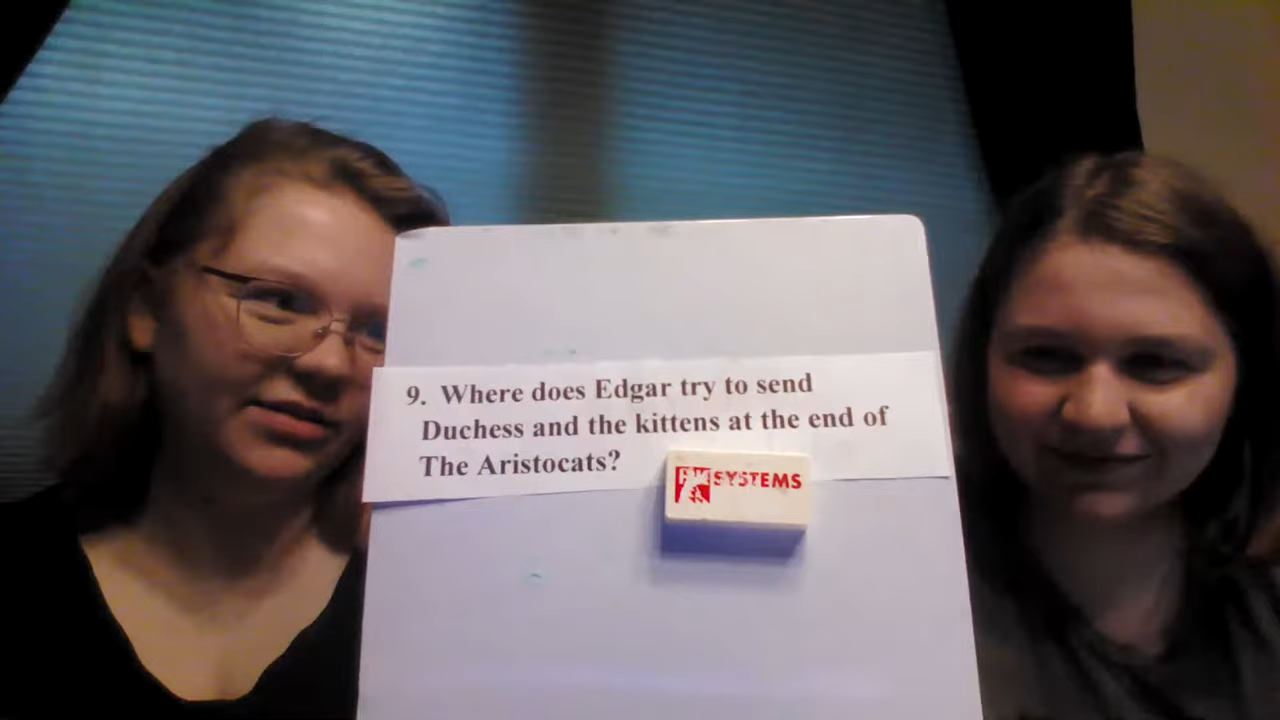 9. Where does Edgar try to send
Duchess and the kittens at the end of
The Aristocats?
SYSTEMS